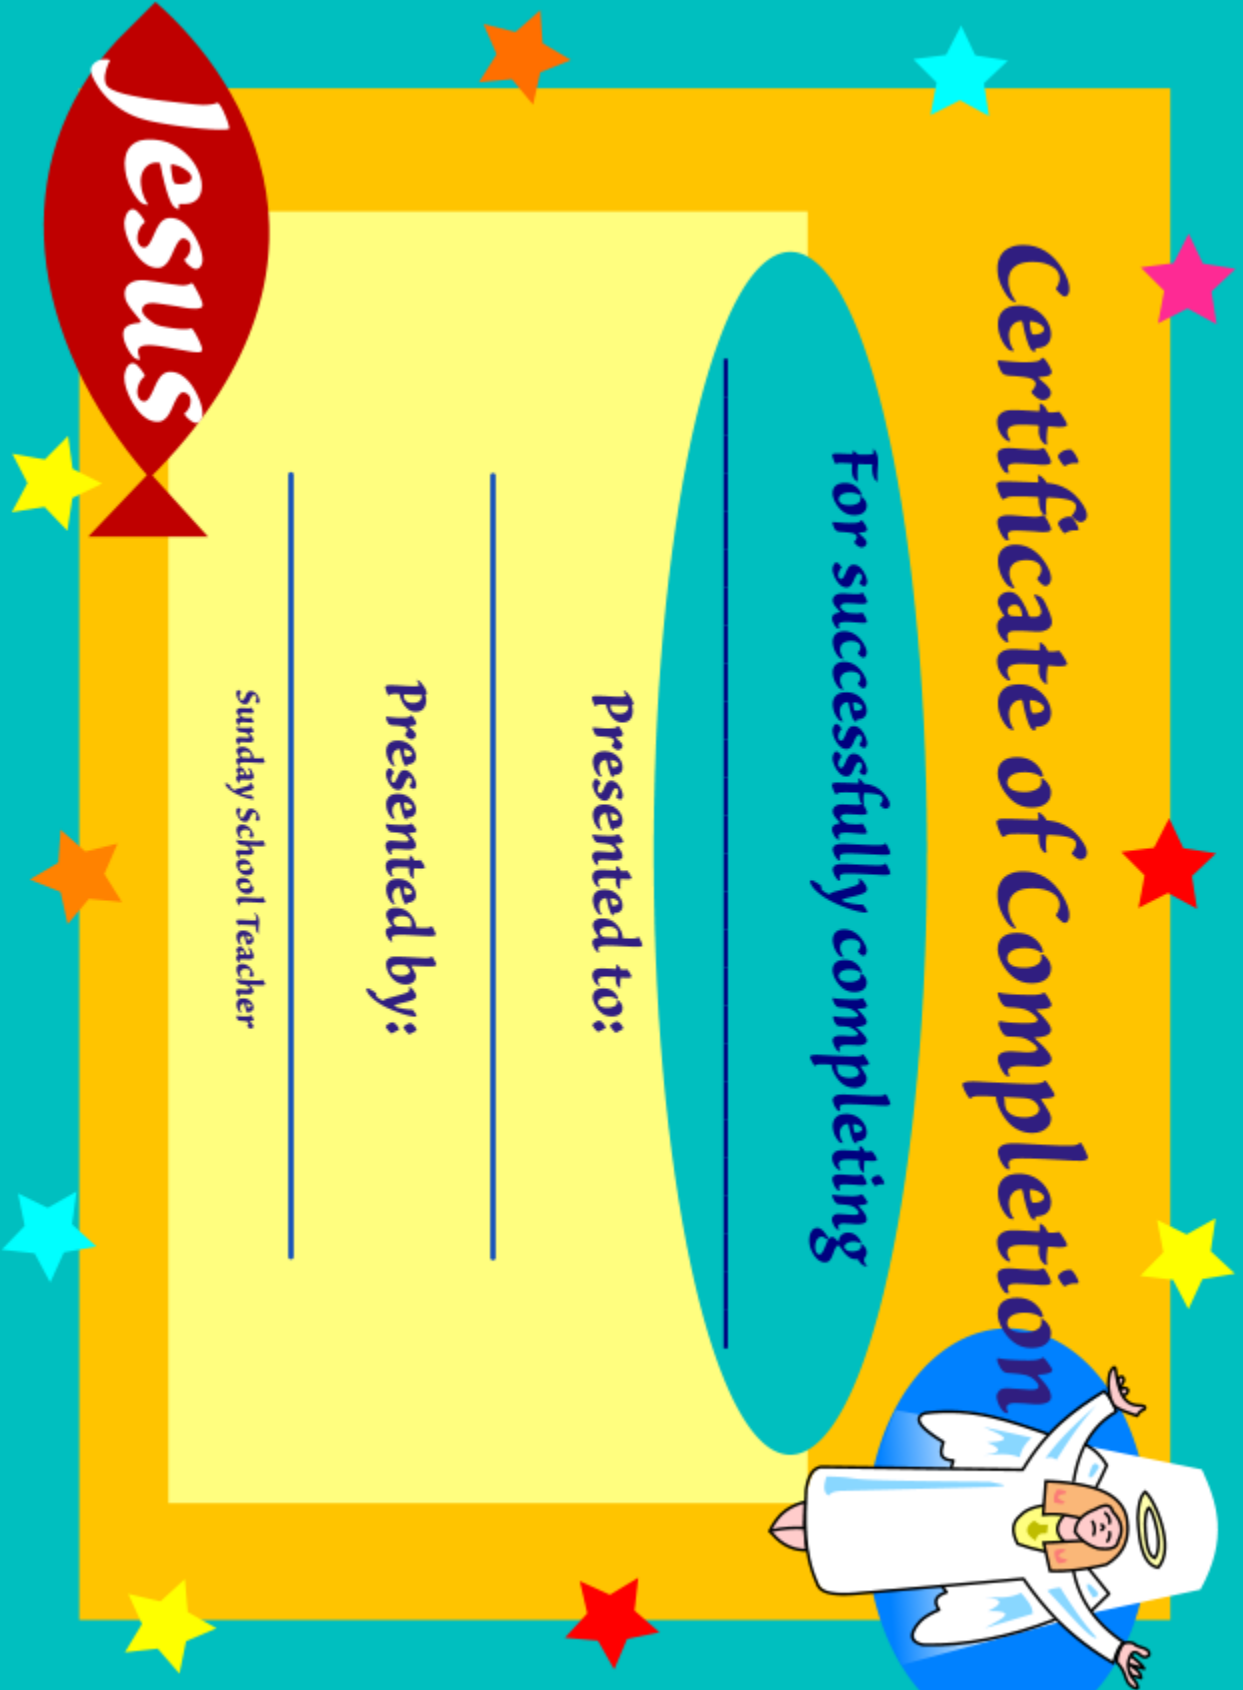 Certificate of Completion
For successfully completing
Presented to:
Presented by:
Sunday School Teacher
Jesus